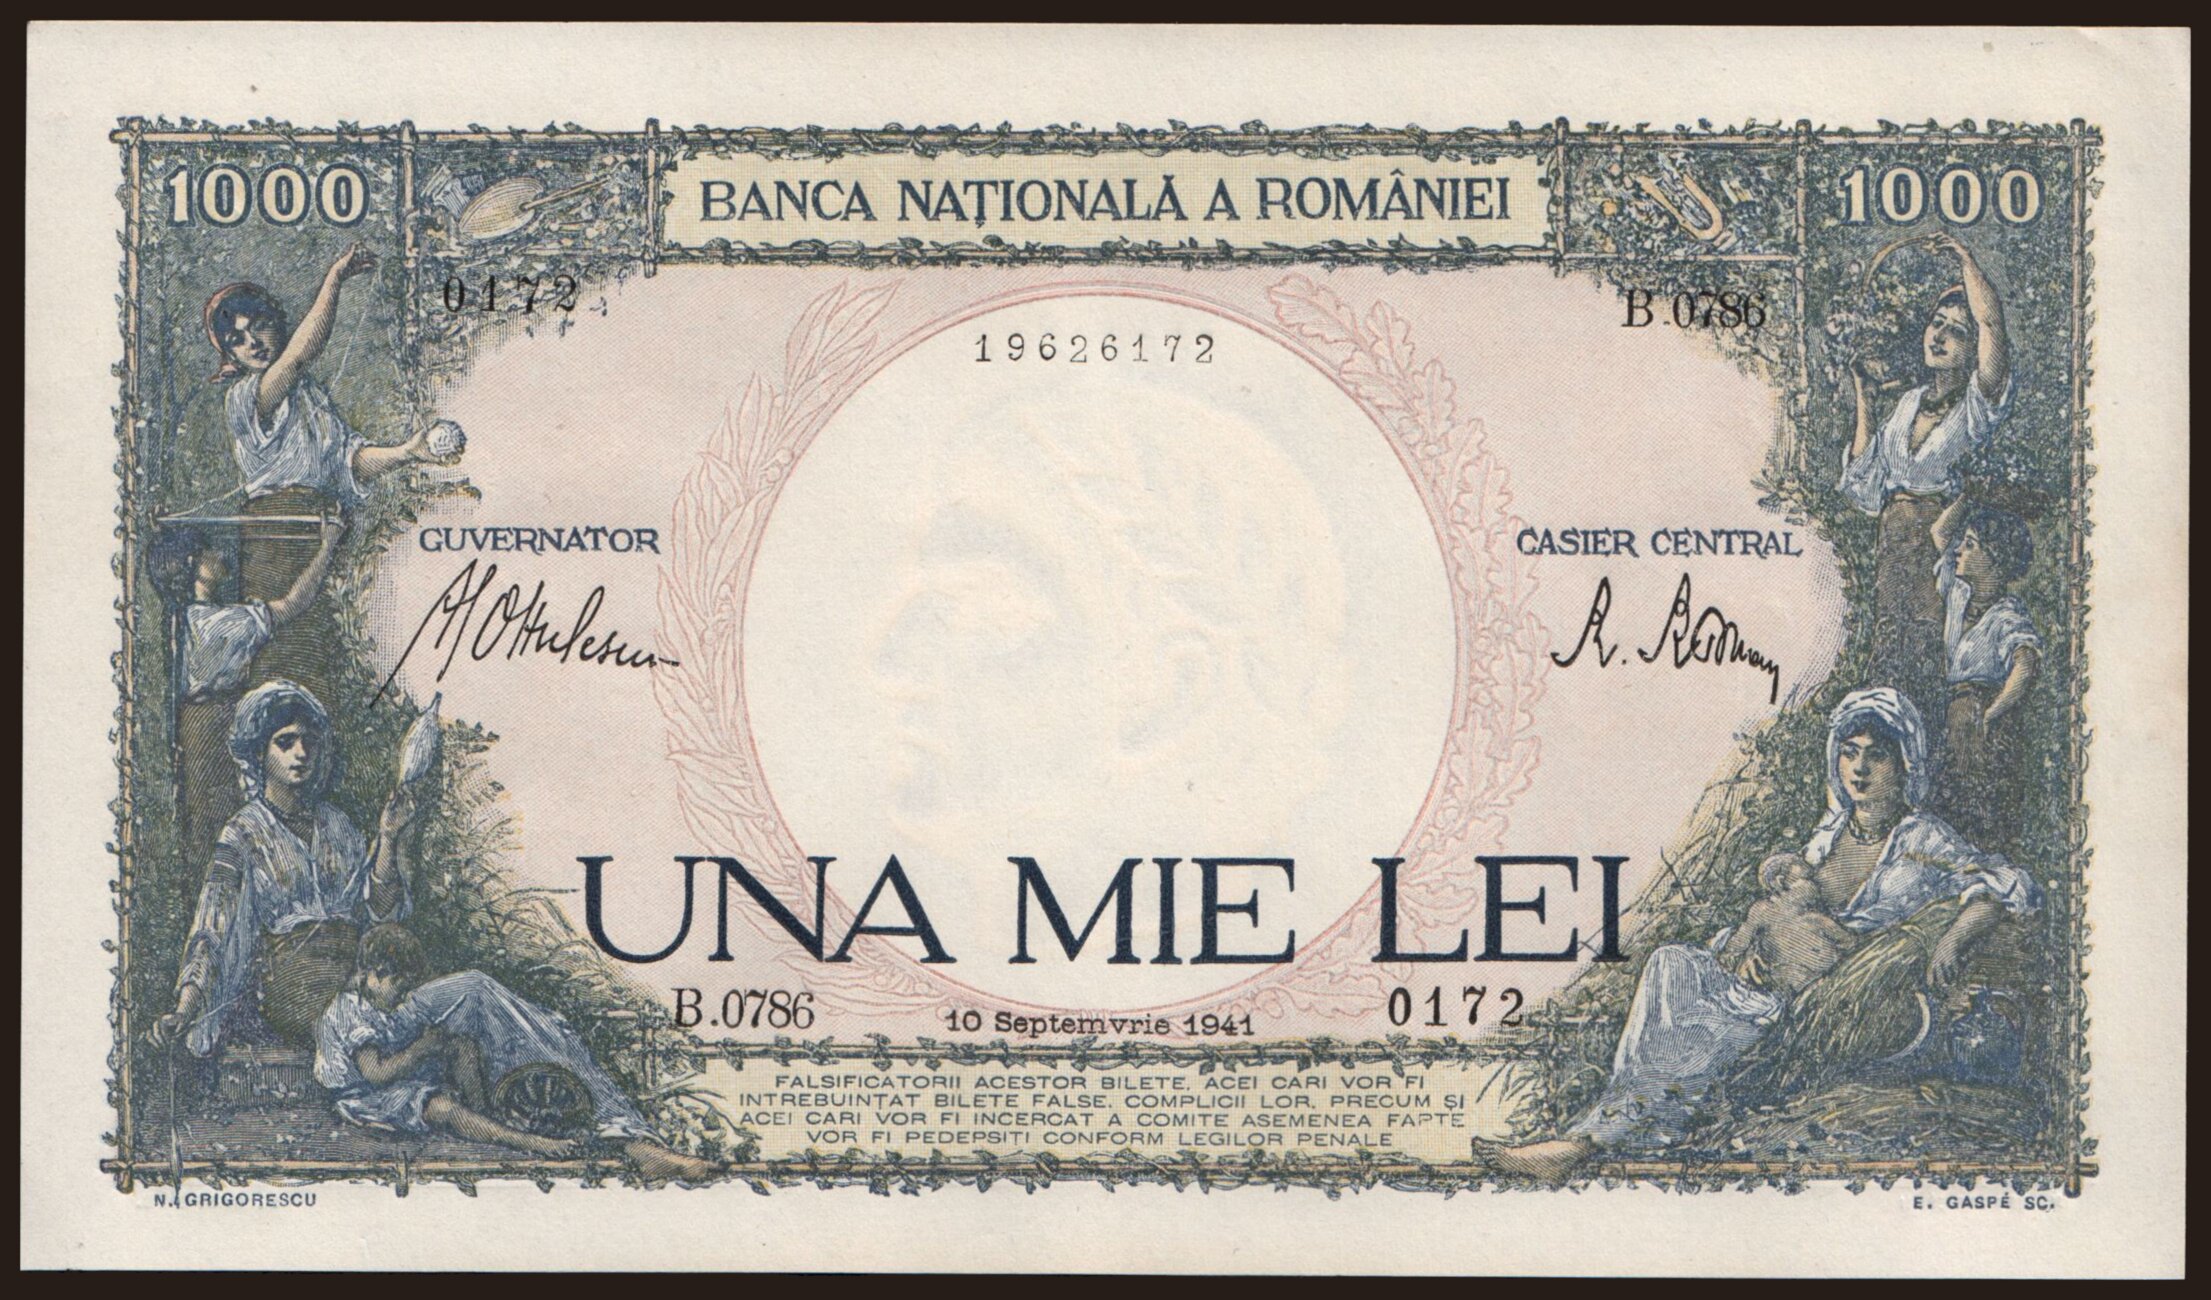 1000
BANCA NAȚIONALĂ A ROMÂNIEI
1000
0172
B.0786
19626172
GUVERNATOR
CASIER CENTRAL
UNA MIE LEI
B.0786
10 Septemvrie 1941
0172
FALSIFICATORII ACESTOR BILETE, ACEI CARI VOR FI
INTREBUINȚAT BILETE FALSE, COMPLICII LOR, PRECUM ȘI
ACEI CARI VOR FI INCERCAT A COMITE ASEMENEA FAPTE
VOR FI PEDEPSIȚI CONFORM LEGILOR PENALE
N. GRIGORESCU
E. GASPÉ SC.